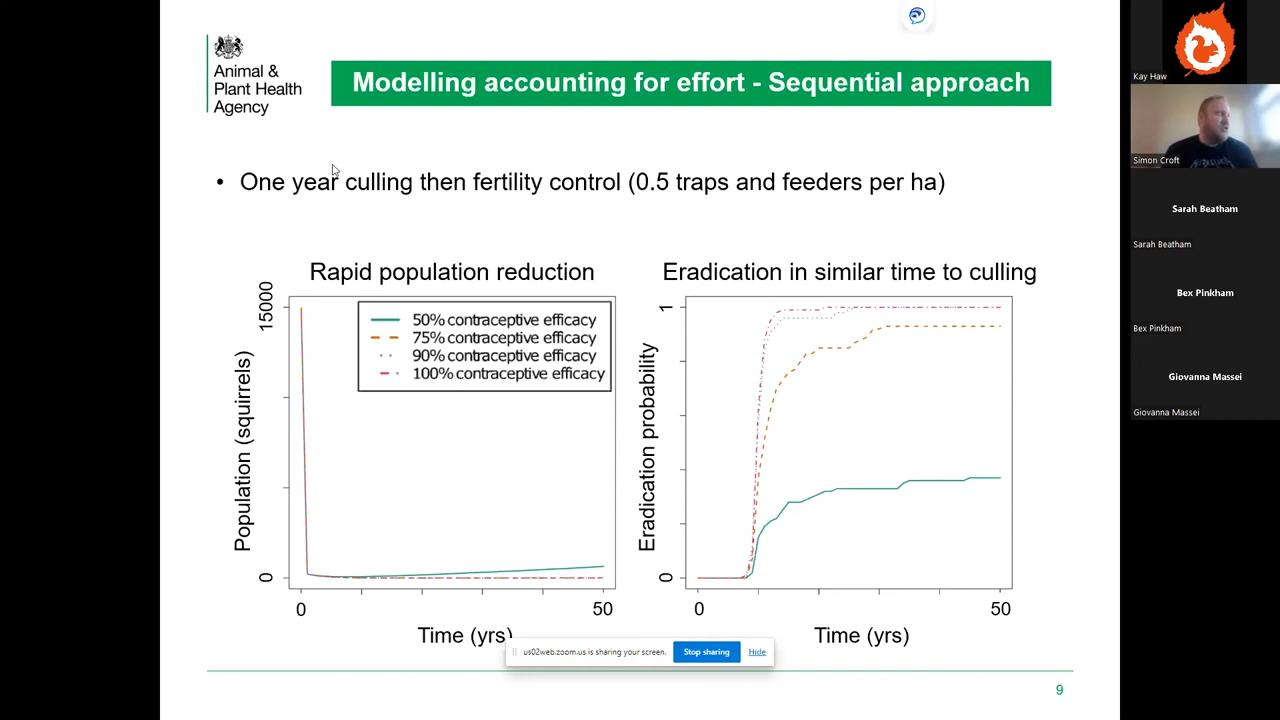 Animal &
Plant Health
Agency
Modelling accounting for effort - Sequential approach
• One year culling then fertility control (0.5 traps and feeders per ha)
Rapid population reduction
Population (squirrels)
15000
0
50% contraceptive efficacy
75% contraceptive efficacy
90% contraceptive efficacy
100% contraceptive efficacy
0
50
Time (yrs)
Eradication in similar time to culling
Eradication probability
1
0
0
50
Time (yrs)
us02web.zoom.us is sharing your screen.
Stop sharing
Hide
9
Kay Haw
Simon Croft
Sarah Beatham
Sarah Beatham
Bex Pinkham
Bex Pinkham
Giovanna Massei
Giovanna Massei